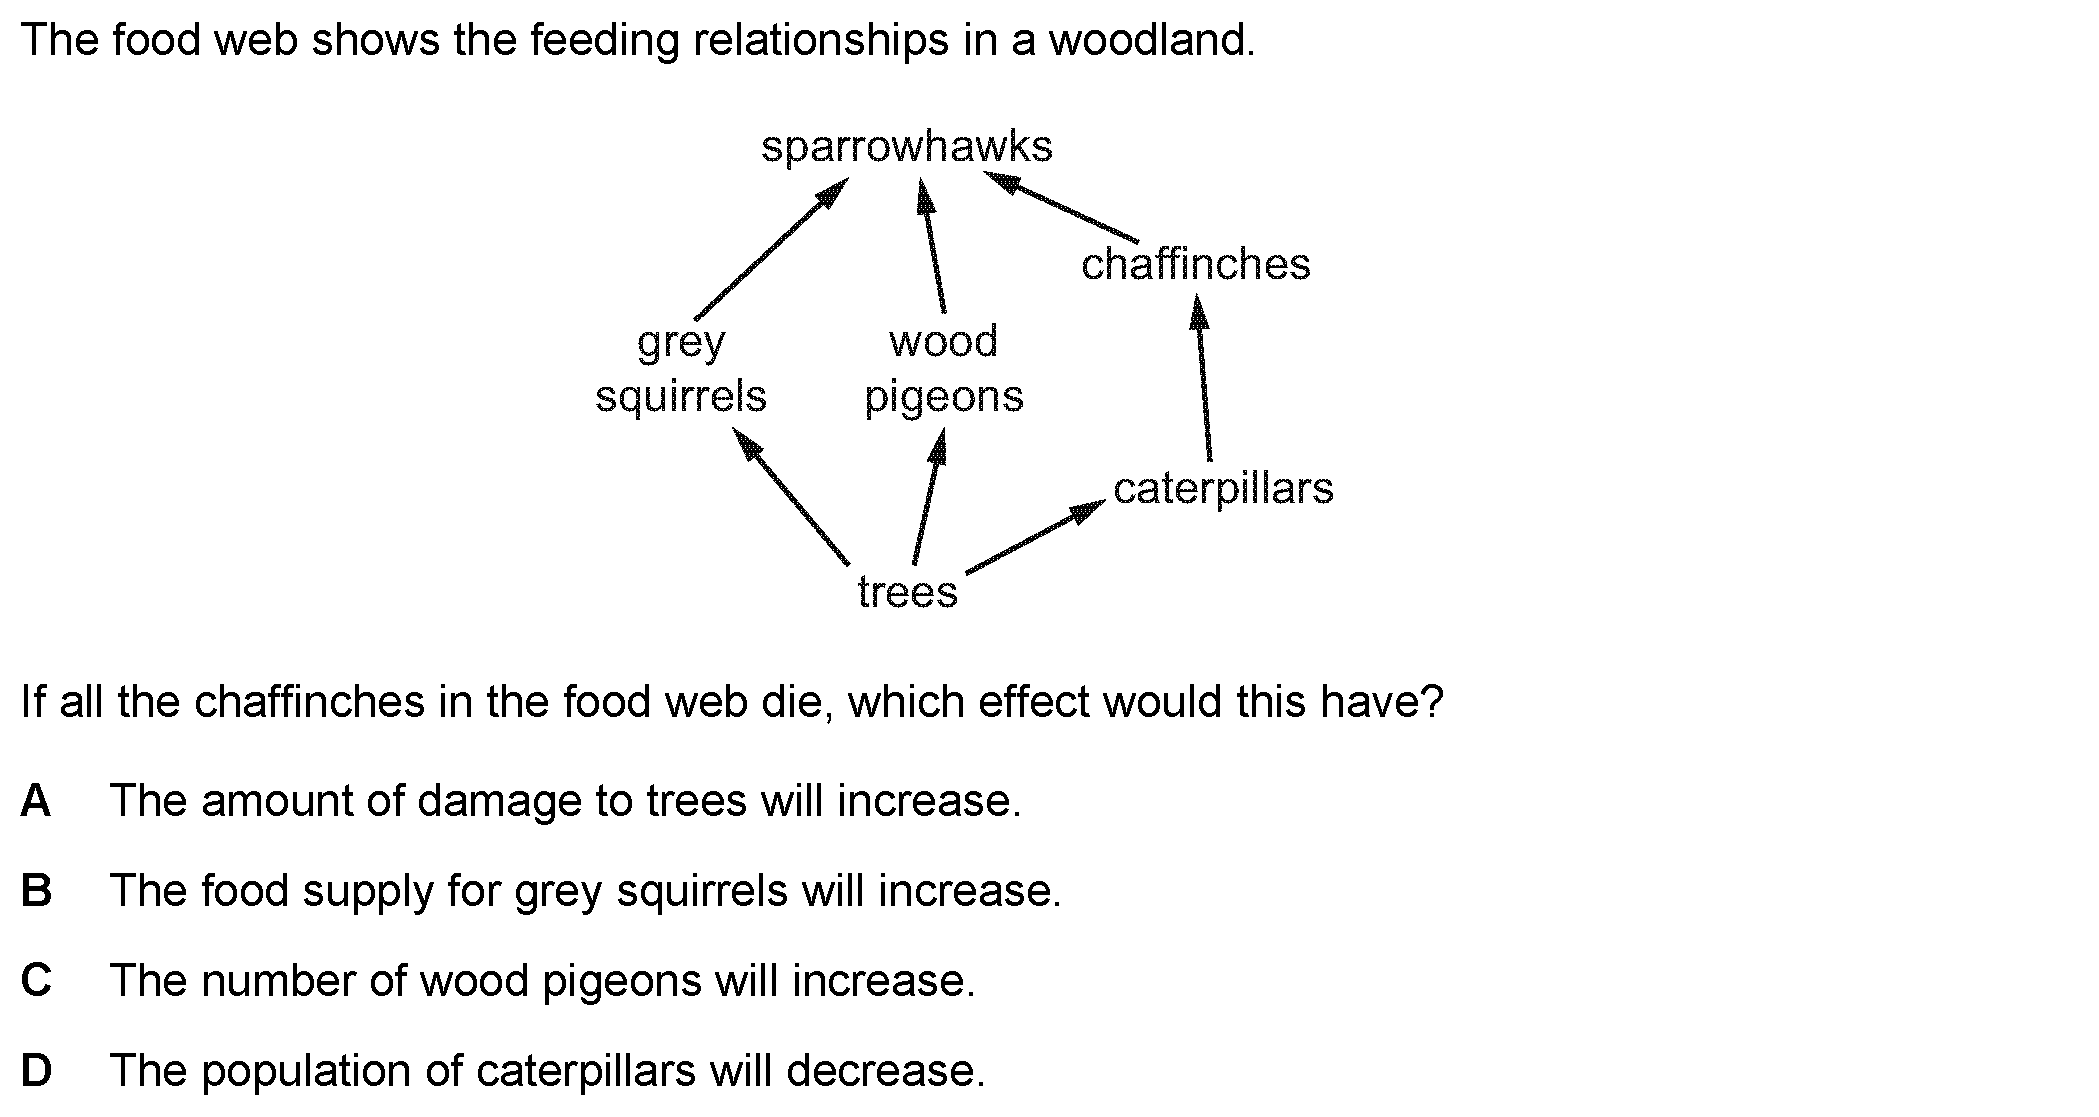 The food web shows the feeding relationships in a woodland.
sparrowhawks
chaffinches
grey
squirrels
wood
pigeons
caterpillars
trees
If all the chaffinches in the food web die, which effect would this have?
A The amount of damage to trees will increase.
B The food supply for grey squirrels will increase.
C The number of wood pigeons will increase.
D The population of caterpillars will decrease.